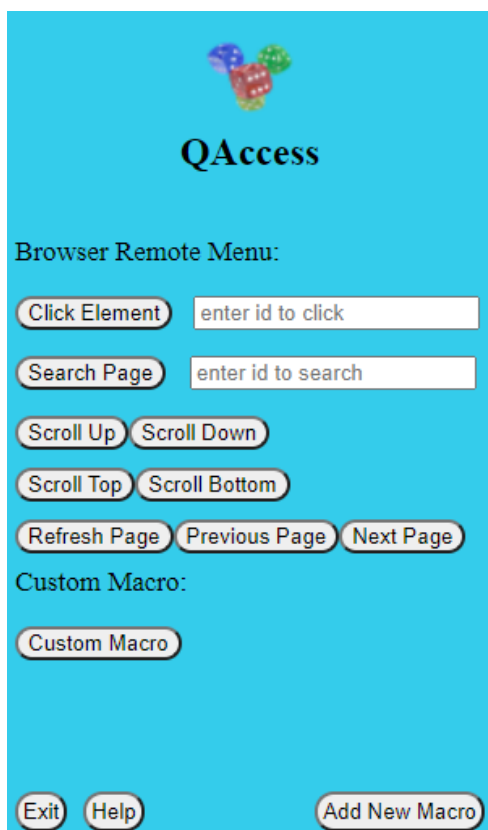 QAccess
Browser Remote Menu:
Click Element enter id to click
Search Page enter id to search
Scroll Up Scroll Down
Scroll Top Scroll Bottom
Refresh Page Previous Page Next Page
Custom Macro:
Custom Macro
Exit Help Add New Macro